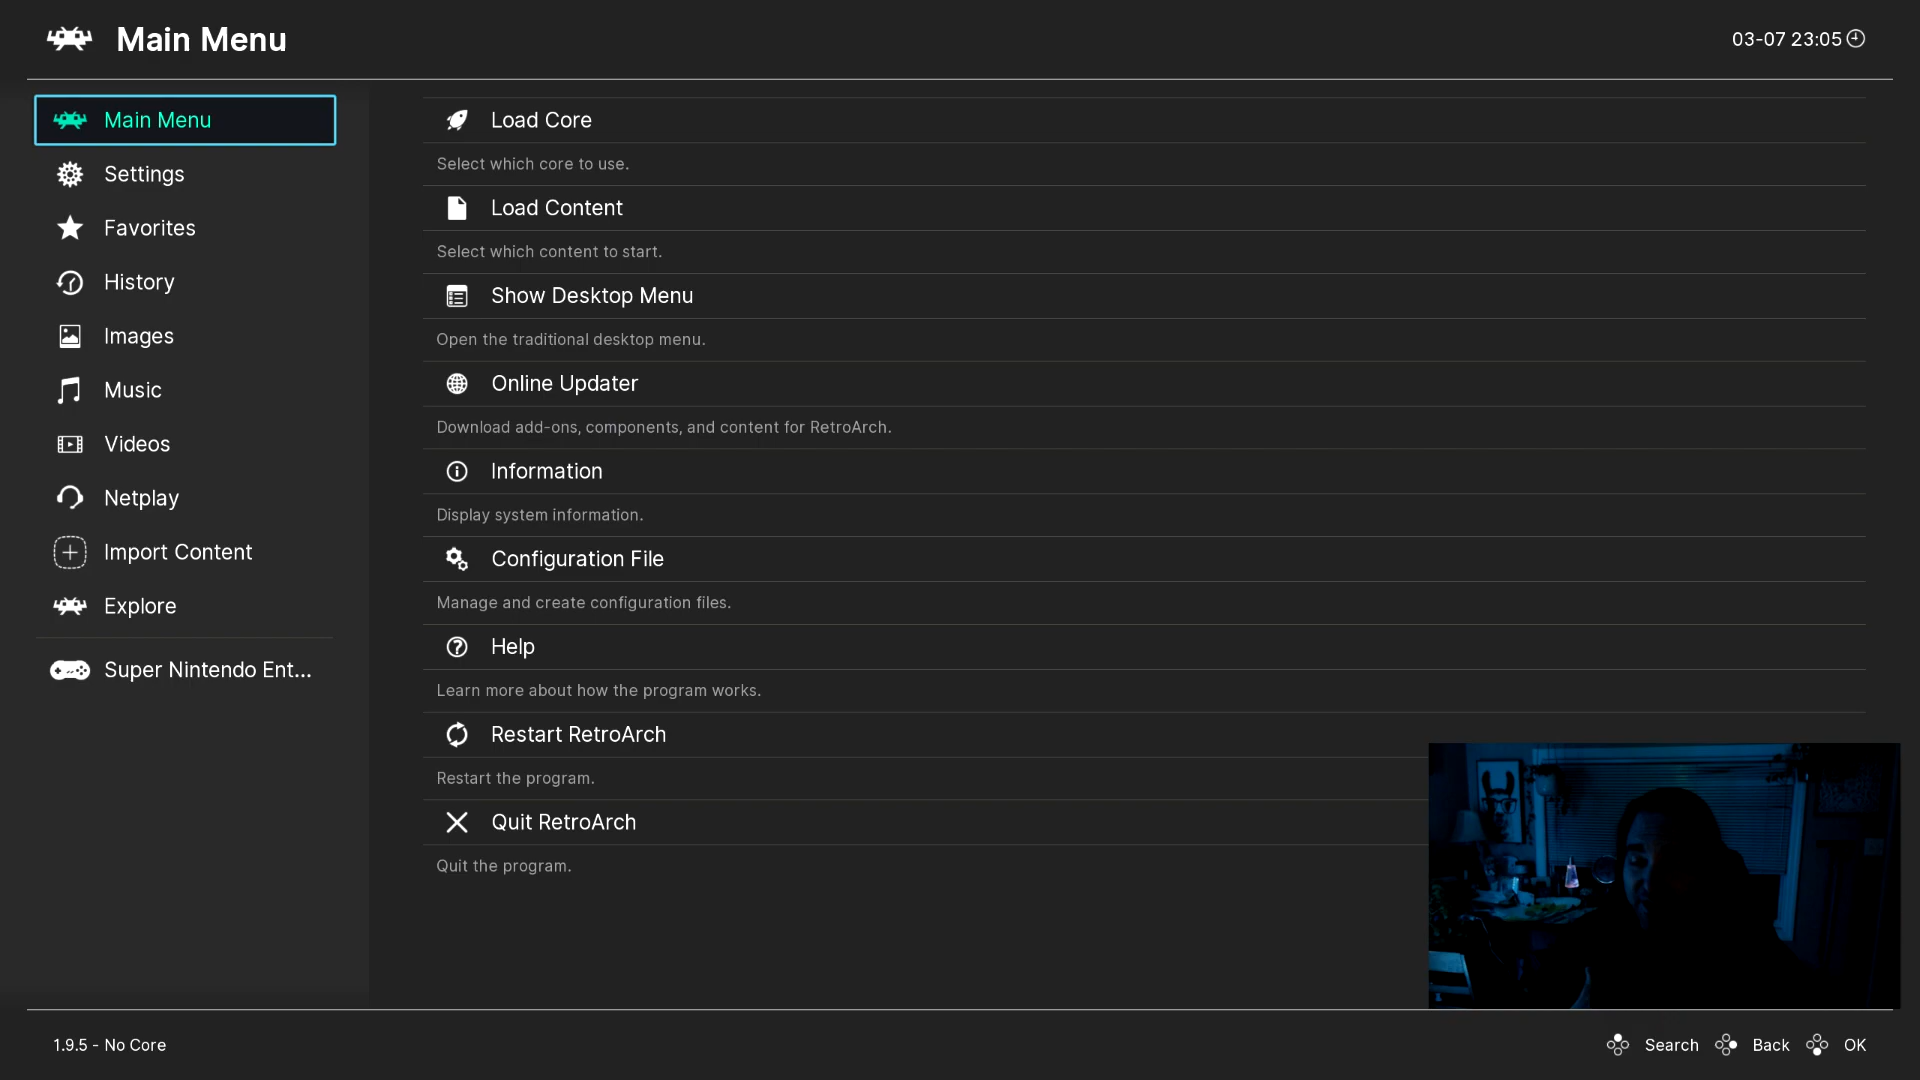 Main Menu
03-07 23:05
Main Menu
Settings
Favorites
History
Images
Music
Videos
Netplay
Import Content
Explore
Super Nintendo Ent...
Load Core
Select which core to use.
Load Content
Select which content to start.
Show Desktop Menu
Open the traditional desktop menu.
Online Updater
Download add-ons, components, and content for RetroArch.
Information
Display system information.
Configuration File
Manage and create configuration files.
Help
Learn more about how the program works.
Restart RetroArch
Restart the program.
Quit RetroArch
Quit the program.
1.9.5 - No Core
Search Back OK